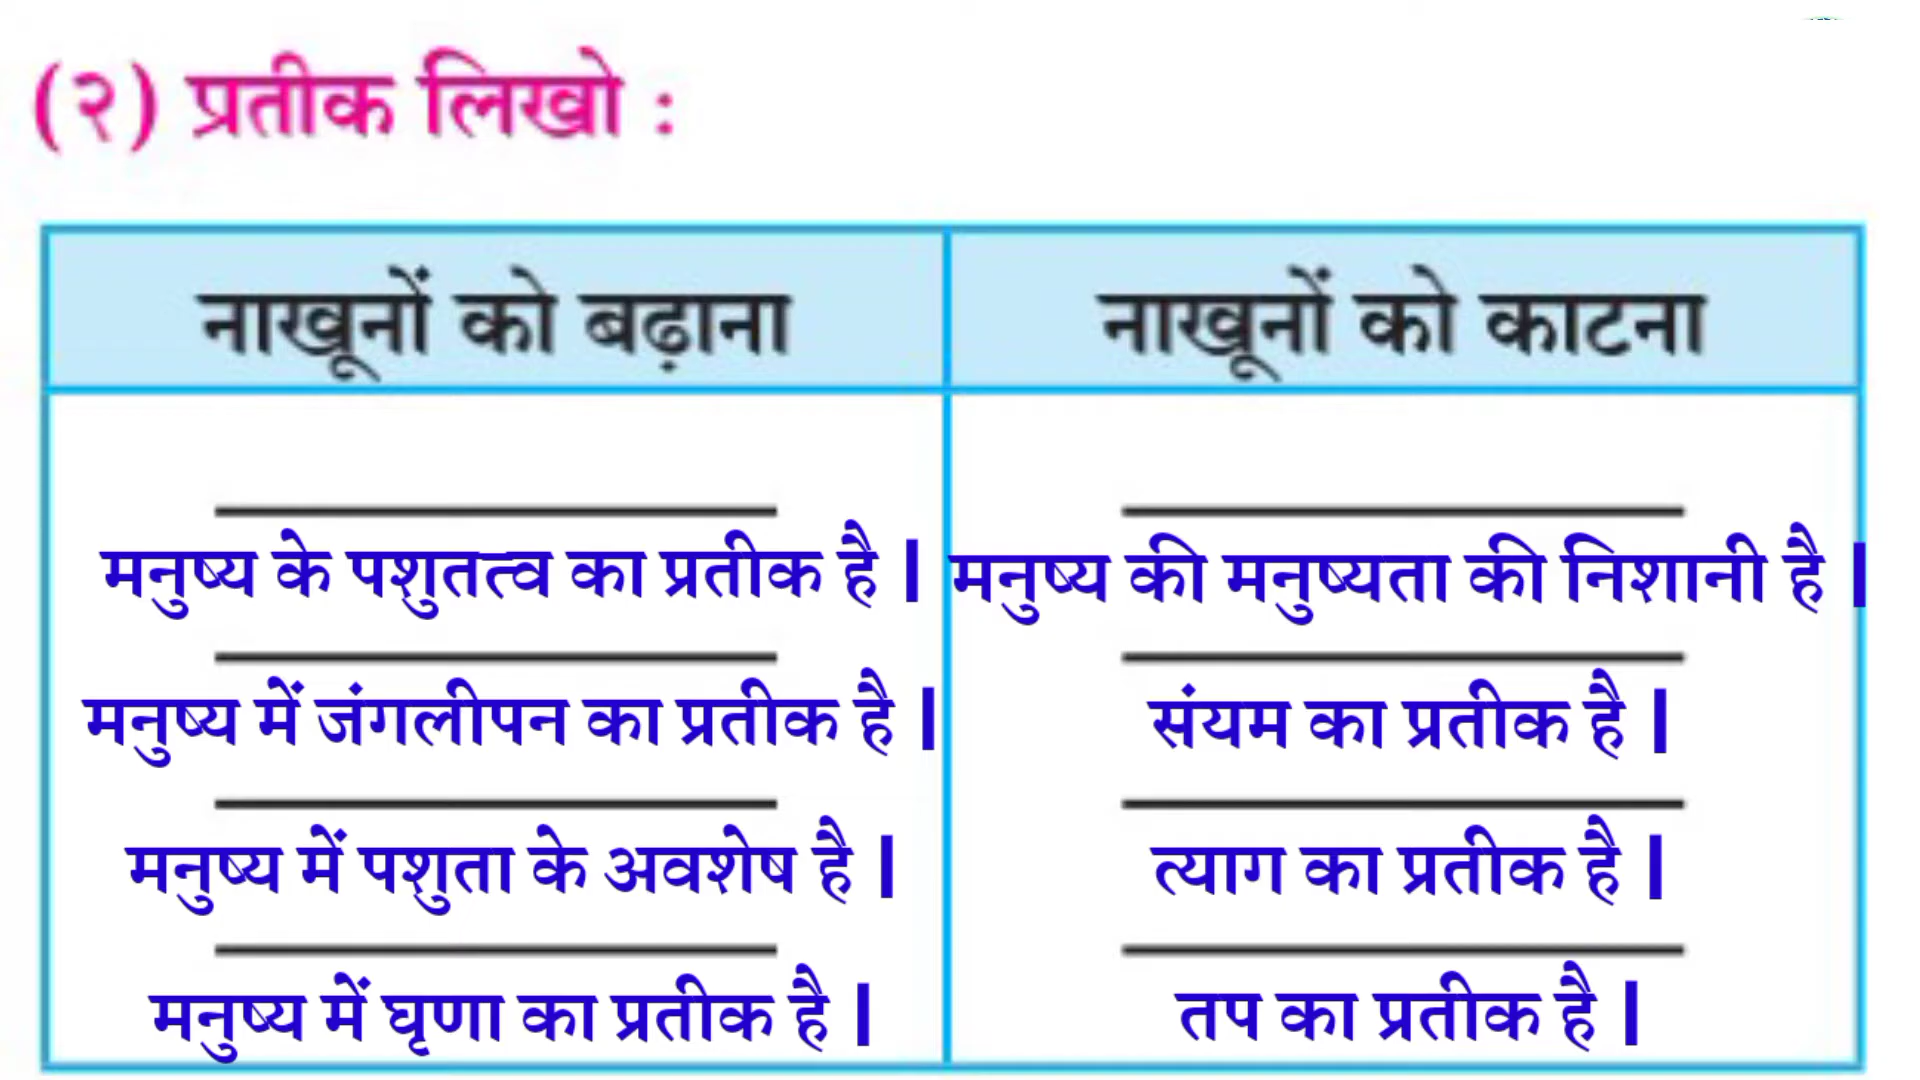 (२) प्रतीक लिखो :
नाखूनों को बढ़ाना
नाखूनों को काटना
मनुष्य के पशुतत्त्व का प्रतीक है |
मनुष्य की मनुष्यता की निशानी है |
मनुष्य में जंगलीपन का प्रतीक है |
संयम का प्रतीक है |
मनुष्य में पशुता के अवशेष है |
त्याग का प्रतीक है |
मनुष्य में घृणा का प्रतीक है |
तप का प्रतीक है |